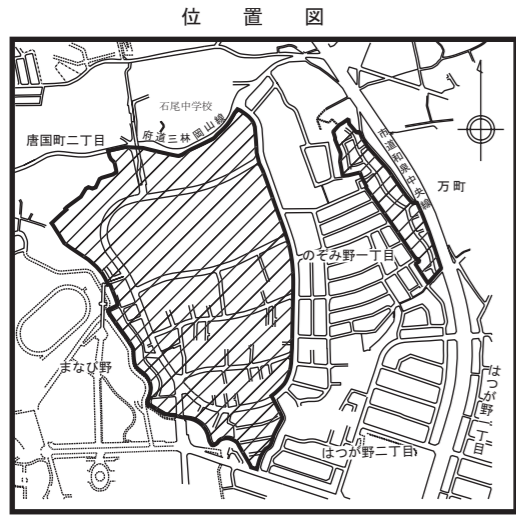 位置図
石尾中学校
府道三林岡山線
唐国町二丁目
市道和泉中央線
万町
のぞみ野一丁目
まなび野
はつが野一丁目
はつが野二丁目